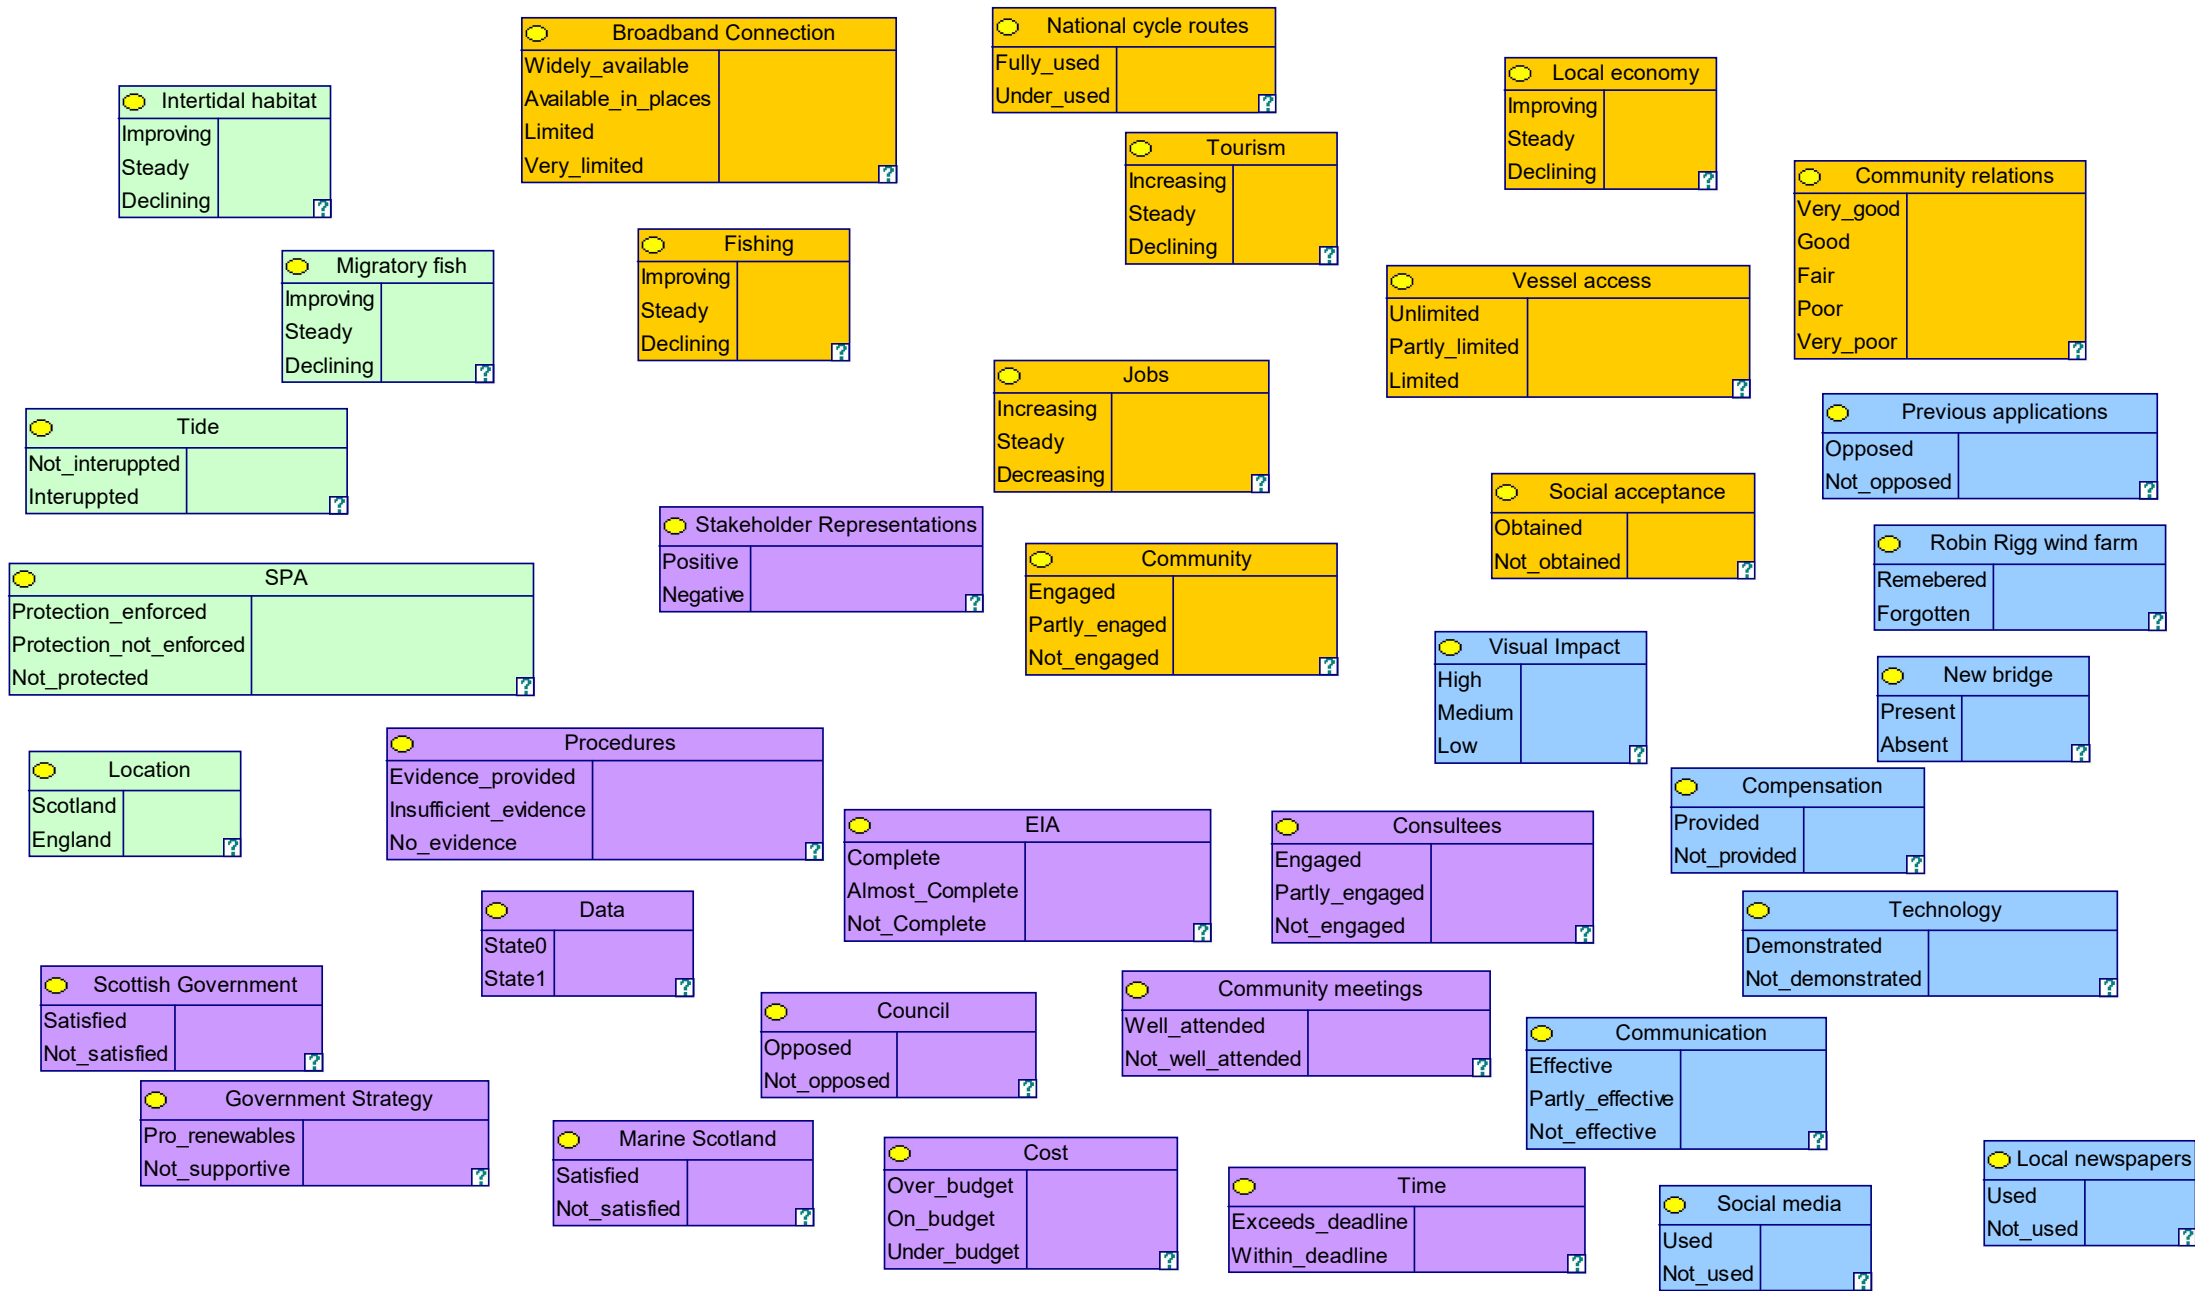 Broadband Connection
Widely_available
Available_in_places
Limited
Very_limited
National cycle routes
Fully_used
Under_used
Local economy
Improving
Steady
Declining
Intertidal habitat
Improving
Steady
Declining
Tourism
Increasing
Steady
Declining
Community relations
Very_good
Good
Fair
Poor
Very_poor
Migratory fish
Improving
Steady
Declining
Fishing
Improving
Steady
Declining
Vessel access
Unlimited
Partly_limited
Limited
Jobs
Increasing
Steady
Decreasing
Previous applications
Opposed
Not_opposed
Tide
Not_interuppted
Interuppted
Social acceptance
Obtained
Not_obtained
Stakeholder Representations
Positive
Negative
Community
Engaged
Partly_enaged
Not_engaged
Robin Rigg wind farm
Remebered
Forgotten
SPA
Protection_enforced
Protection_not_enforced
Not_protected
Visual Impact
High
Medium
Low
New bridge
Present
Absent
Location
Scotland
England
Procedures
Evidence_provided
Insufficient_evidence
No_evidence
EIA
Complete
Almost_Complete
Not_Complete
Consultees
Engaged
Partly_engaged
Not_engaged
Compensation
Provided
Not_provided
Data
State0
State1
Technology
Demonstrated
Not_demonstrated
Scottish Government
Satisfied
Not_satisfied
Council
Opposed
Not_opposed
Community meetings
Well_attended
Not_well_attended
Communication
Effective
Partly_effective
Not_effective
Government Strategy
Pro_renewables
Not_supportive
Marine Scotland
Satisfied
Not_satisfied
Cost
Over_budget
On_budget
Under_budget
Time
Exceeds_deadline
Within_deadline
Social media
Used
Not_used
Local newspapers
Used
Not_used